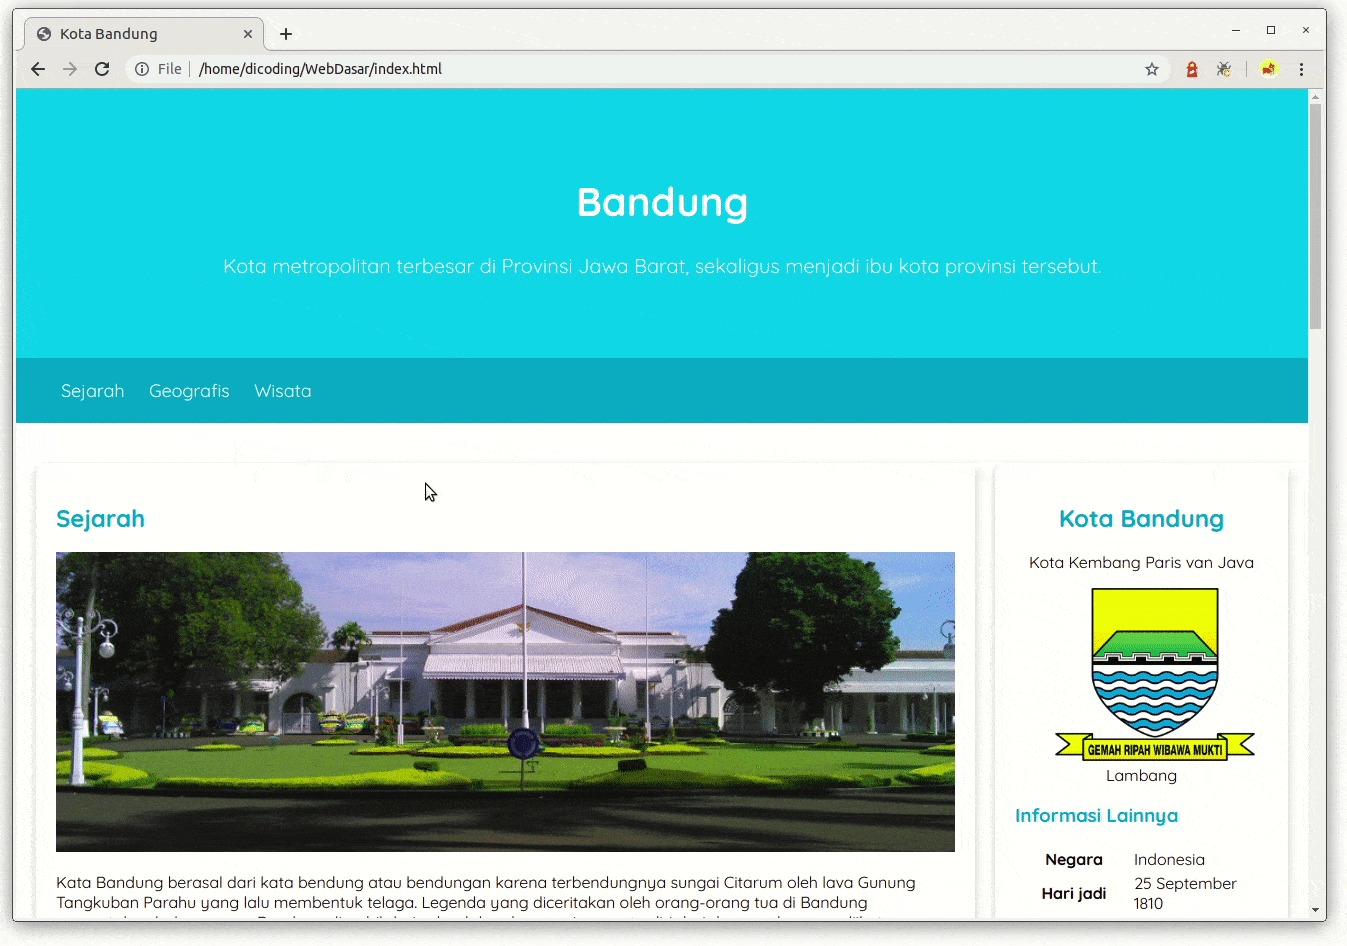 Kota Bandung
File
/home/dicoding/WebDasar/index.html
Bandung
Kota metropolitan terbesar di Provinsi Jawa Barat, sekaligus menjadi ibu kota provinsi tersebut.
Sejarah Geografis Wisata
Sejarah
Kata Bandung berasal dari kata bendung atau bendungan karena terbendungnya sungai Citarum oleh lava Gunung
Tangkuban Parahu yang lalu membentuk telaga. Legenda yang diceritakan oleh orang-orang tua di Bandung
Kota Bandung
Kota Kembang Paris van Java
GEMAH RIPAH WIBAWA MUKTI
Lambang
Informasi Lainnya
Negara Indonesia
Hari jadi 25 September
1810